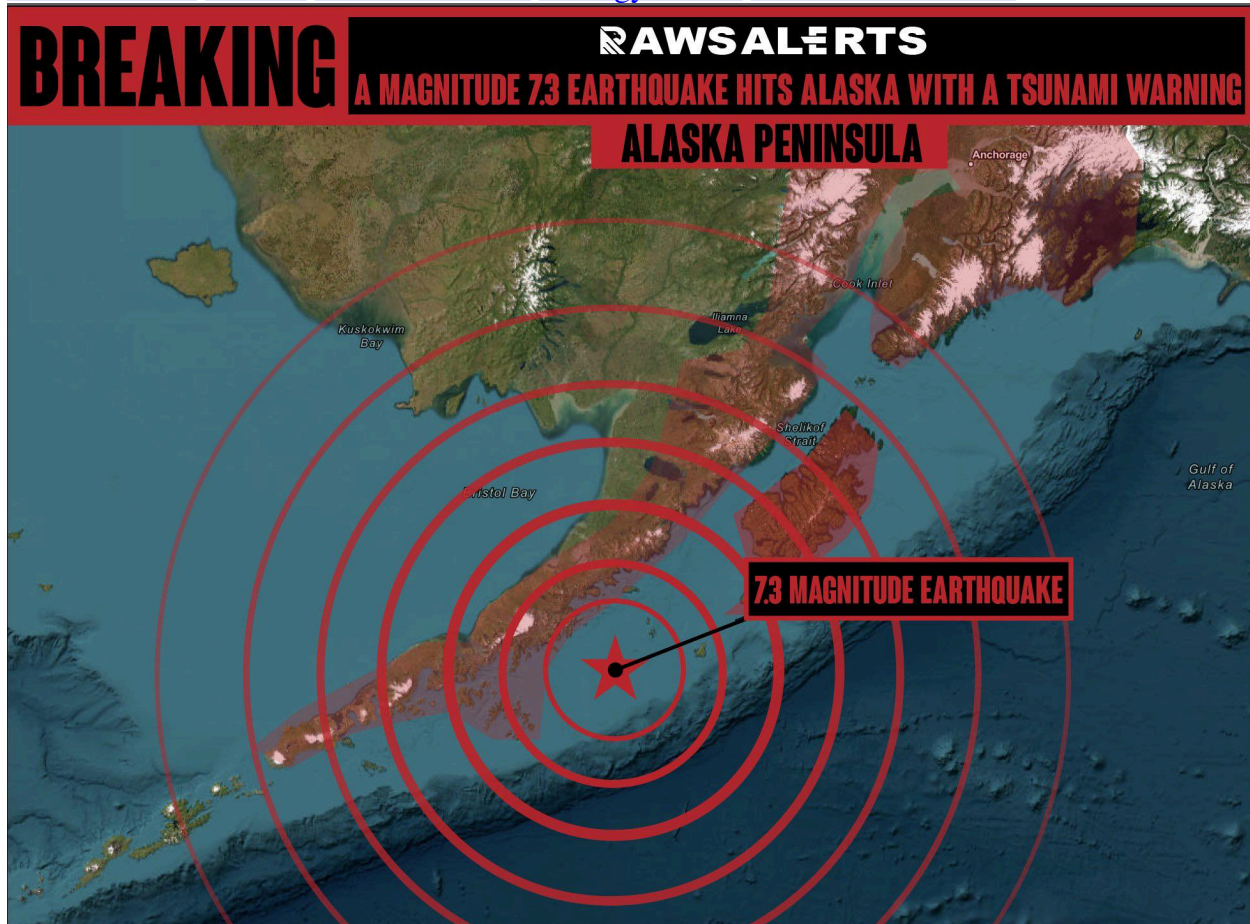 BREAKING
RAWSALERTS
A MAGNITUDE 7.3 EARTHQUAKE HITS ALASKA WITH A TSUNAMI WARNING
ALASKA PENINSULA
Anchorage
Cook Inlet
Iliamna
Lake
Kuskokwim
Bay
Shelikof
Strait
Gulf of
Alaska
Bristol Bay
7.3 MAGNITUDE EARTHQUAKE